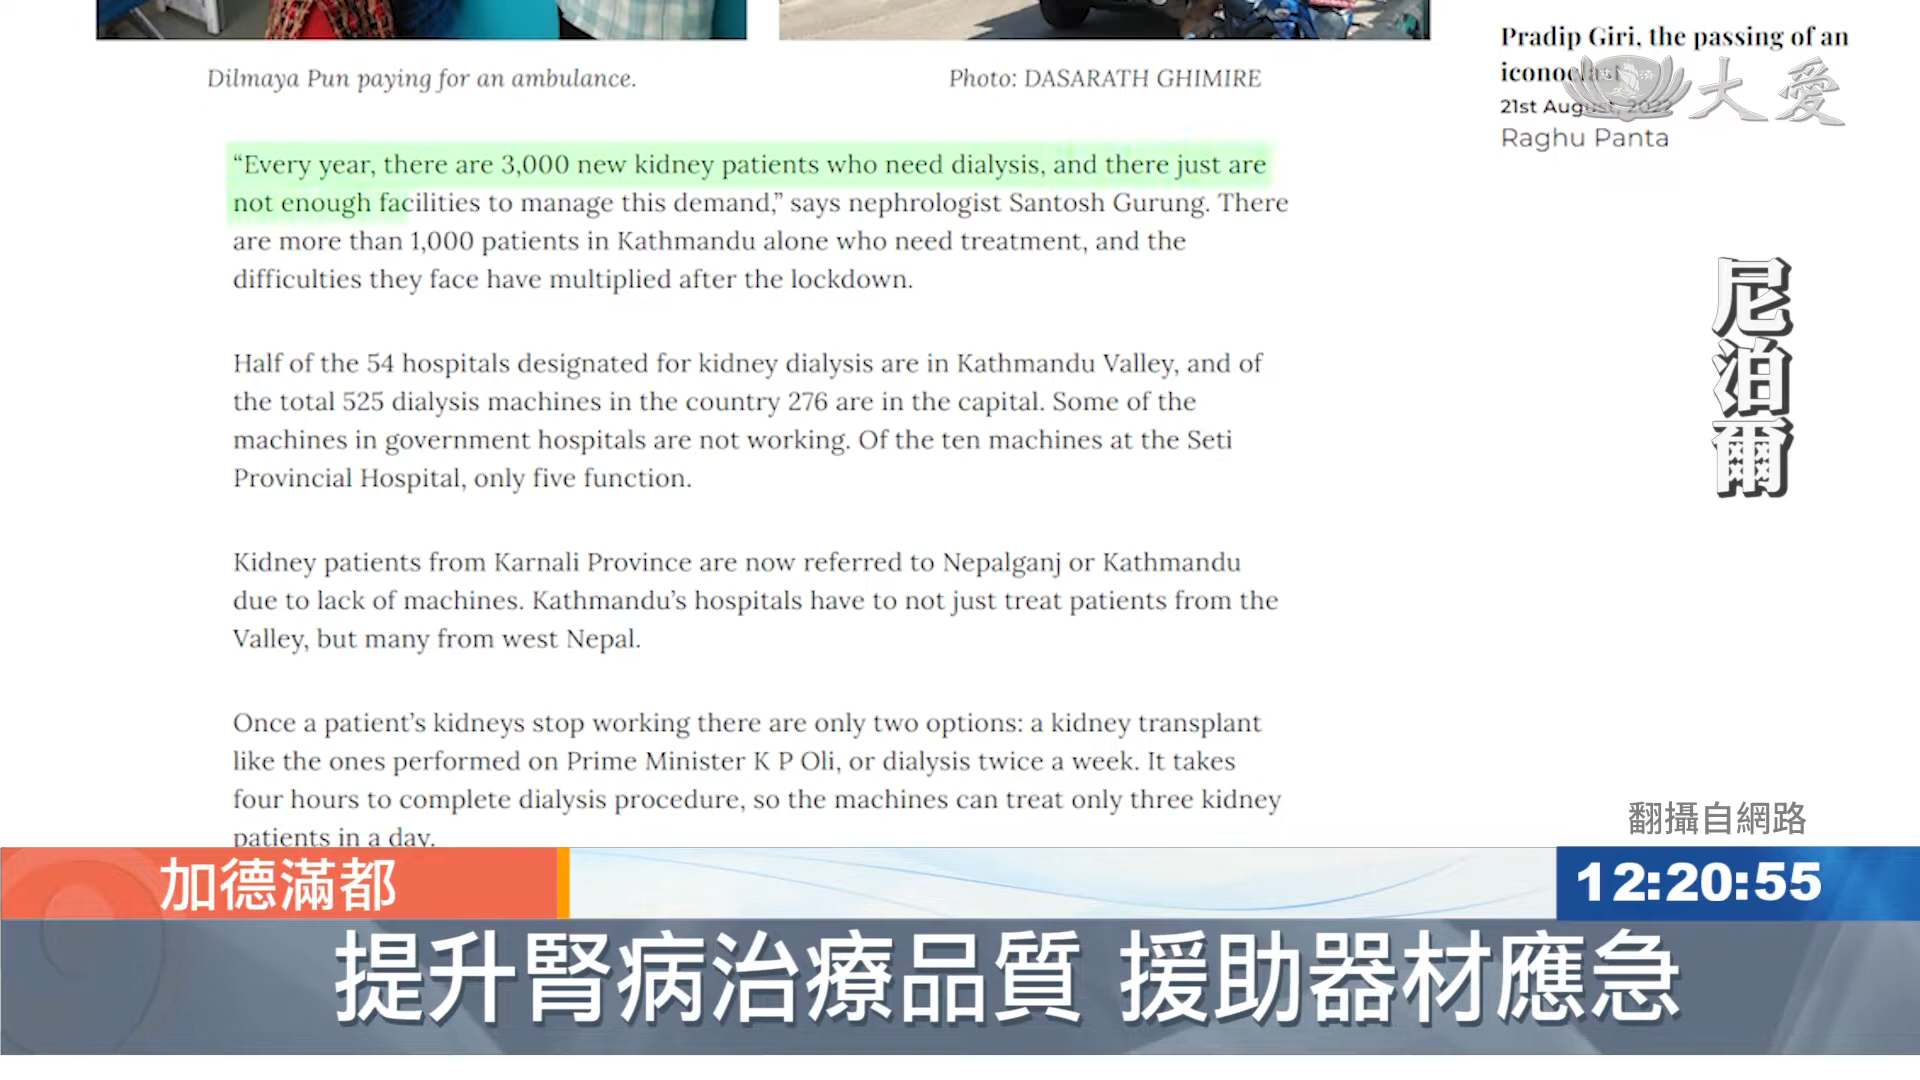 Dilmaya Pun paying for an ambulance.
Photo: DASARATH GHIMIRE
“Every year, there are 3,000 new kidney patients who need dialysis, and there just are
not enough facilities to manage this demand,” says nephrologist Santosh Gurung. There
are more than 1,000 patients in Kathmandu alone who need treatment, and the
difficulties they face have multiplied after the lockdown.
Half of the 54 hospitals designated for kidney dialysis are in Kathmandu Valley, and of
the total 525 dialysis machines in the country 276 are in the capital. Some of the
machines in government hospitals are not working. Of the ten machines at the Seti
Provincial Hospital, only five function.
Kidney patients from Karnali Province are now referred to Nepalganj or Kathmandu
due to lack of machines. Kathmandu’s hospitals have to not just treat patients from the
Valley, but many from west Nepal.
Once a patient’s kidneys stop working there are only two options: a kidney transplant
like the ones performed on Prime Minister K P Oli, or dialysis twice a week. It takes
four hours to complete dialysis procedure, so the machines can treat only three kidney
patients in a day.
Pradip Giri, the passing of an
iconoclast
21st August, 2022
Raghu Panta
大愛
尼泊爾
翻攝自網路
加德滿都
12:20:55
提升腎病治療品質 援助器材應急